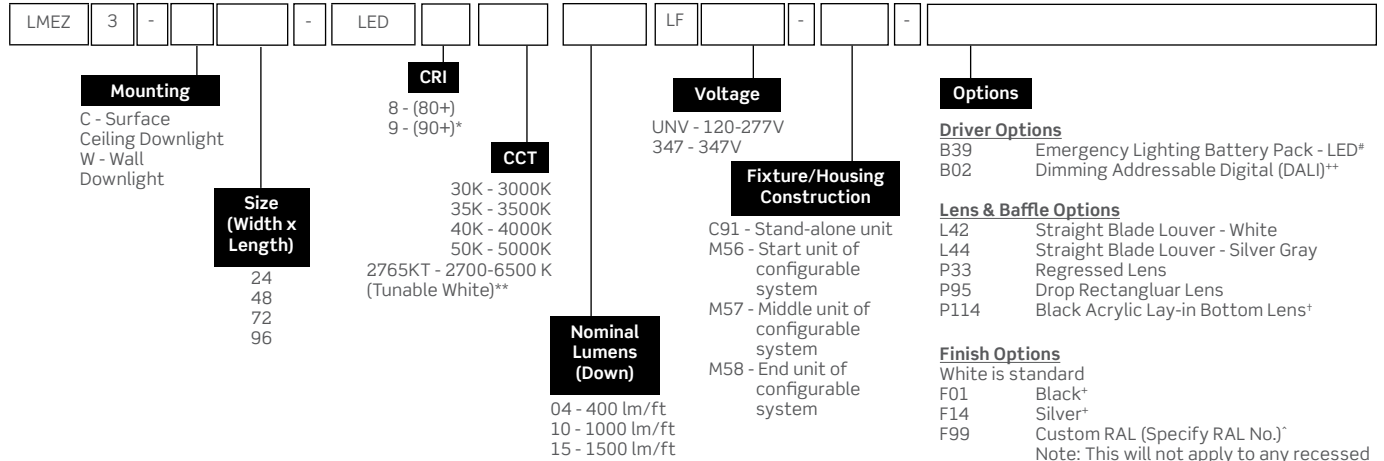 LMEZ 3 - - LED LF - -
Mounting
C - Surface
Ceiling Downlight
W - Wall
Downlight
Size
(Width x
Length)
24
48
72
96
CRI
8 - (80+)
9 - (90+)*
CCT
30K - 3000K
35K - 3500K
40K - 4000K
50K - 5000K
2765KT - 2700-6500 K
(Tunable White)**
Nominal
Lumens
(Down)
04 - 400 lm/ft
10 - 1000 lm/ft
15 - 1500 lm/ft
Voltage
UNV - 120-277V
347 - 347V
Fixture/Housing
Construction
C91 - Stand-alone unit
M56 - Start unit of
configurable
system
M57 - Middle unit of
configurable
system
M58 - End unit of
configurable
system
Options
Driver Options
B39 Emergency Lighting Battery Pack - LED#
B02 Dimming Addressable Digital (DALI)++
Lens & Baffle Options
L42 Straight Blade Louver - White
L44 Straight Blade Louver - Silver Gray
P33 Regressed Lens
P95 Drop Rectangluar Lens
P114 Black Acrylic Lay-in Bottom Lens+
Finish Options
White is standard
F01 Black+
F14 Silver+
F99 Custom RAL (Specify RAL No.)^
Note: This will not apply to any recessed